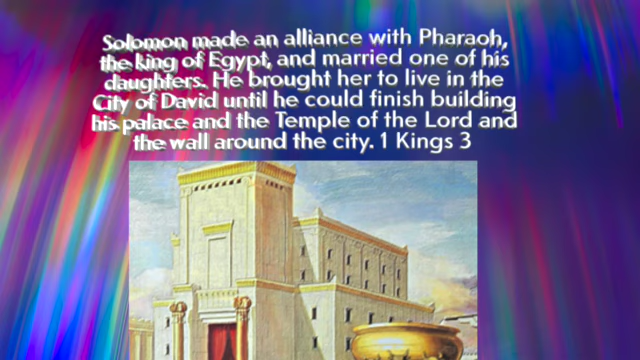 Solomon made an alliance with Pharaoh,
the king of Egypt, and married one of his
daughters. He brought her to live in the
City of David until he could finish building
his palace and the Temple of the Lord and
the wall around the city. 1 Kings 3